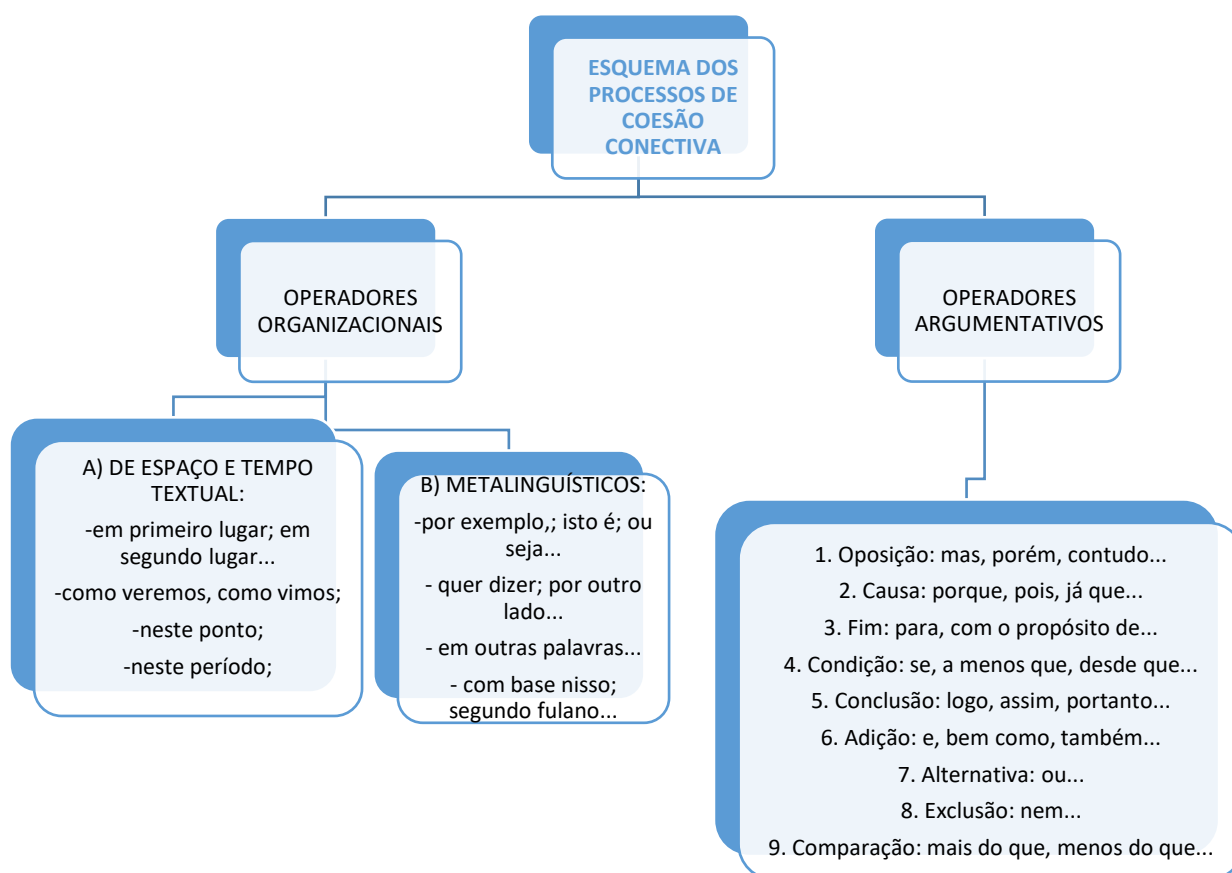 ESQUEMA DOS
PROCESSOS DE
COESÃO
CONECTIVA
OPERADORES
ORGANIZACIONAIS
OPERADORES
ARGUMENTATIVOS
A) DE ESPAÇO E TEMPO
TEXTUAL:
-em primeiro lugar; em
segundo lugar...
-como veremos, como vimos;
-neste ponto;
-neste período;
B) METALINGUÍSTICOS:
-por exemplo,; isto é; ou
seja...
- quer dizer; por outro
lado...
- em outras palavras...
- com base nisso;
segundo fulano...
1. Oposição: mas, porém, contudo...
2. Causa: porque, pois, já que...
3. Fim: para, com o propósito de...
4. Condição: se, a menos que, desde que...
5. Conclusão: logo, assim, portanto...
6. Adição: e, bem como, também...
7. Alternativa: ou...
8. Exclusão: nem...
9. Comparação: mais do que, menos do que...